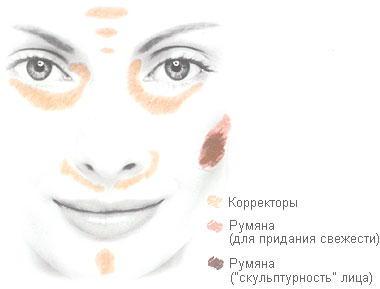 Корректоры
Румяна
(для придания свежести)
Румяна
("скульптурность" лица)